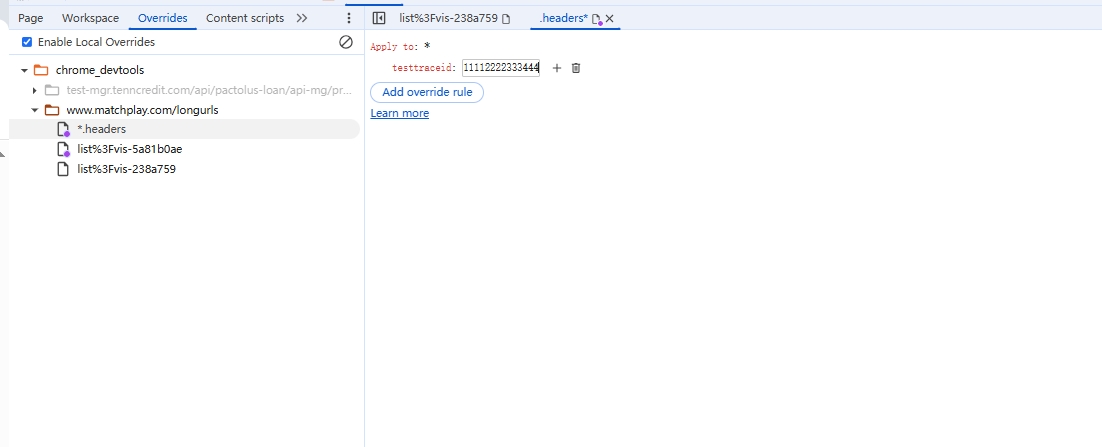 Page Workspace Overrides Content scripts
Enable Local Overrides
chrome_devtools
test-mgr.tenncredit.com/api/pactolus-loan/api-mg/pr...
www.matchplay.com/longurls
*.headers
list%3Fvis-5a81b0ae
list%3Fvis-238a759
list%3Fvis-238a759 .headers*
Apply to: *
testtraceid: 11112222333444
Add override rule
Learn more